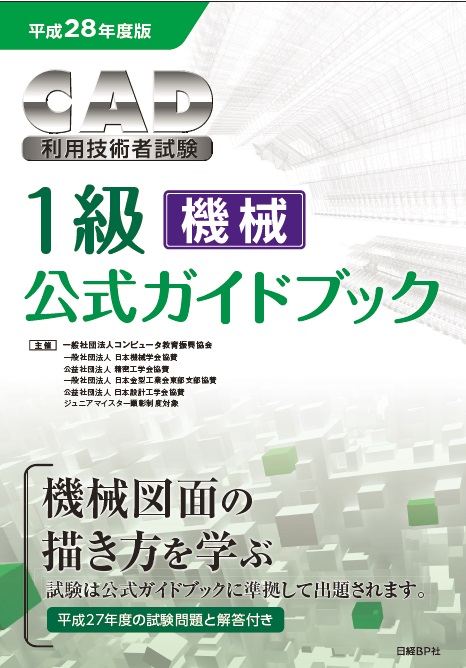 平成28年度版
CAD
利用技術者試験
1級 機械
公式ガイドブック
主催 一般社団法人コンピュータ教育振興協会
一般社団法人 日本機械学会協賛
公益社団法人 精密工学会協賛
一般社団法人 日本金型工業会東部支部協賛
公益社団法人 日本設計工学会協賛
ジュニアマイスター顕彰制度対象
機械図面の
描き方を学ぶ
試験は公式ガイドブックに準拠して出題されます。
平成27年度の試験問題と解答付き
日経BP社